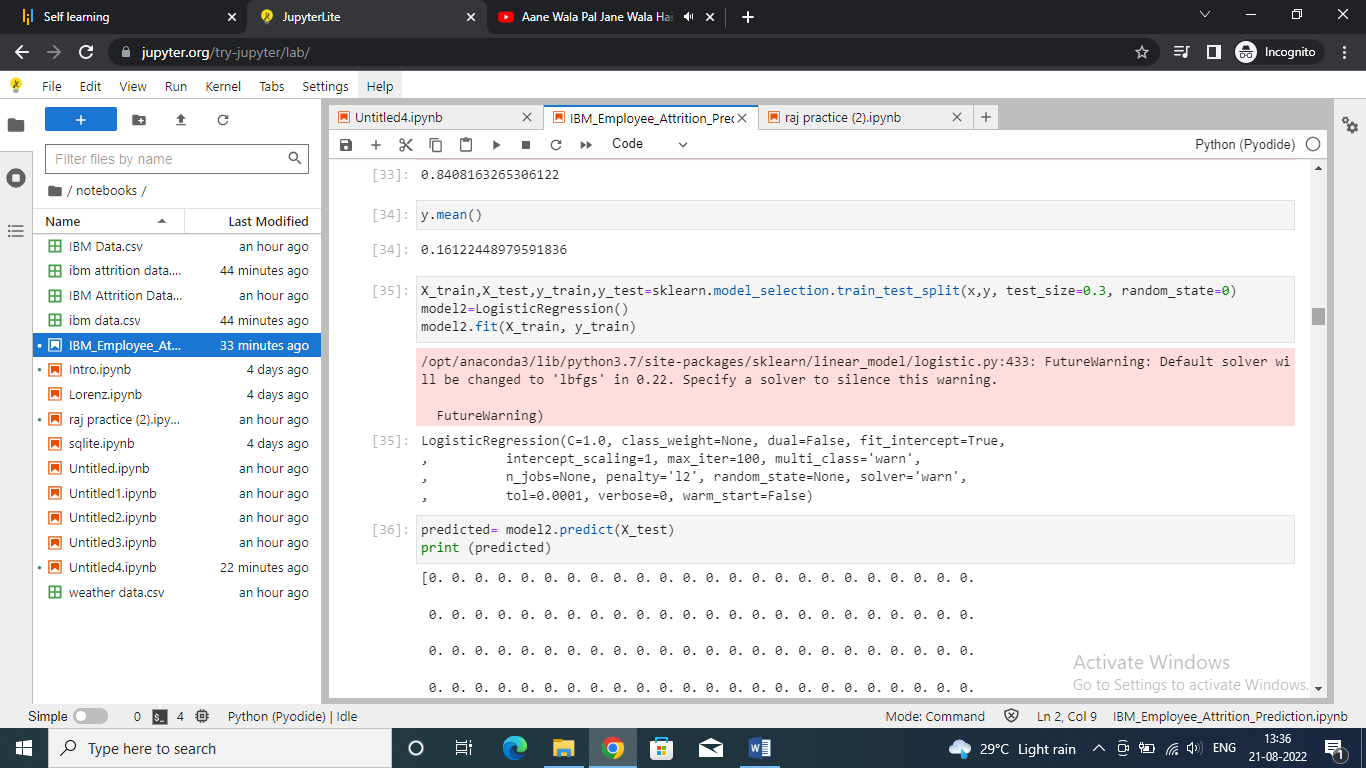 Self learning
JupyterLite
Aane Wala Pal Jane Wala Hai
jupyter.org/try-jupyter/lab/
Incognito
File Edit View Run Kernel Tabs Settings Help
Filter files by name
/ notebooks /
Name Last Modified
IBM Data.csv an hour ago
ibm attrition data.... 44 minutes ago
IBM Attrition Data... an hour ago
ibm data.csv 44 minutes ago
IBM_Employee_At... 33 minutes ago
Intro.ipynb 4 days ago
Lorenz.ipynb 4 days ago
raj practice (2).ipy... an hour ago
sqlite.ipynb 4 days ago
Untitled.ipynb an hour ago
Untitled1.ipynb an hour ago
Untitled2.ipynb an hour ago
Untitled3.ipynb an hour ago
Untitled4.ipynb 22 minutes ago
weather data.csv an hour ago
Untitled4.ipynb
IBM_Employee_Attrition_Prec
raj practice (2).ipynb
Code
Python (Pyodide)
[33]: 0.8408163265306122
[34]: y.mean()
[34]: 0.16122448979591836
[35]: X_train,X_test,y_train,y_test=sklearn.model_selection.train_test_split(x,y, test_size=0.3, random_state=0)
model2=LogisticRegression()
model2.fit(X_train, y_train)
/opt/anaconda3/lib/python3.7/site-packages/sklearn/linear_model/logistic.py:433: FutureWarning: Default solver wi
ll be changed to 'lbfgs' in 0.22. Specify a solver to silence this warning.
FutureWarning)
[35]: LogisticRegression(C=1.0, class_weight=None, dual=False, fit_intercept=True,
, intercept_scaling=1, max_iter=100, multi_class='warn',
, n_jobs=None, penalty='l2', random_state=None, solver='warn',
, tol=0.0001, verbose=0, warm_start=False)
[36]: predicted= model2.predict(X_test)
print (predicted)
[0. 0. 0. 0. 0. 0. 0. 0. 0. 0. 0. 0. 0. 0. 0. 0. 0. 0. 0. 0. 0. 0. 0. 0.
0. 0. 0. 0. 0. 0. 0. 0. 0. 0. 0. 0. 0. 0. 0. 0. 0. 0. 0. 0. 0. 0. 0. 0.
0. 0. 0. 0. 0. 0. 0. 0. 0. 0. 0. 0. 0. 0. 0. 0. 0. 0. 0. 0. 0. 0. 0. 0.
0. 0. 0. 0. 0. 0. 0. 0. 0. 0. 0. 0. 0. 0. 0. 0. 0. 0. 0. 0. 0. 0. 0. 0.
Activate Windows
Go to Settings to activate Windows.
Simple 0 4 Python (Pyodide) | Idle
Mode: Command Ln 2, Col 9 IBM_Employee_Attrition_Prediction.ipynb
Type here to search
29°C Light rain
ENG
13:36
21-08-2022
1